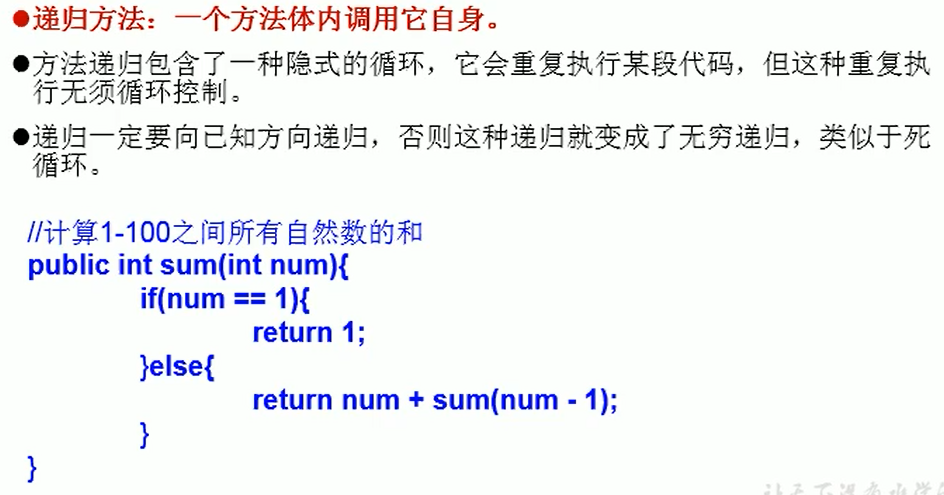 ●递归方法：一个方法体内调用它自身。
●方法递归包含了一种隐式的循环，它会重复执行某段代码，但这种重复执
行无须循环控制。
●递归一定要向已知方向递归，否则这种递归就变成了无穷递归，类似于死
循环。
//计算1-100之间所有自然数的和
public int sum(int num){
if(num == 1){
return 1;
}else{
return num + sum(num - 1);
}
}